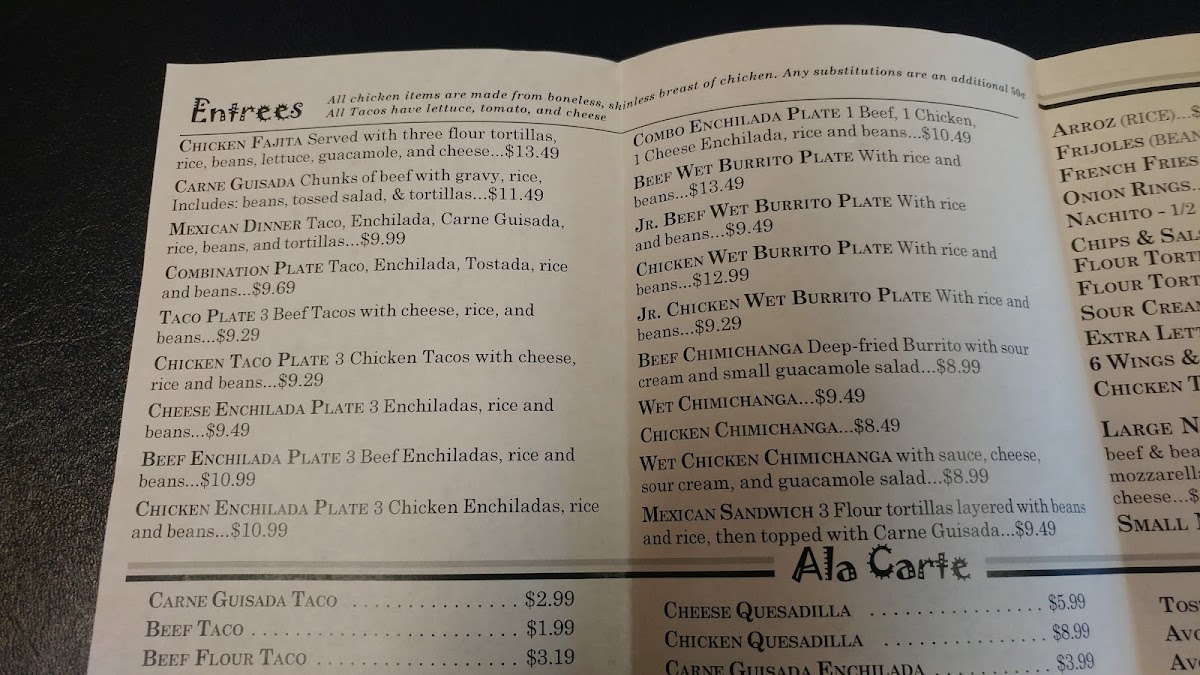 Entrees
All chicken items are made from boneless, skinless breast of chicken. Any substitutions are an additional 50¢
All Tacos have lettuce, tomato, and cheese
CHICKEN FAJITA Served with three flour tortillas,
rice, beans, lettuce, guacamole, and cheese...$13.49
CARNE GUISADA Chunks of beef with gravy, rice,
Includes: beans, tossed salad, & tortillas...$11.49
MEXICAN DINNER Taco, Enchilada, Carne Guisada,
rice, beans, and tortillas...$9.99
COMBINATION PLATE Taco, Enchilada, Tostada, rice
and beans...$9.69
TACO PLATE 3 Beef Tacos with cheese, rice, and
beans...$9.29
CHICKEN TACO PLATE 3 Chicken Tacos with cheese,
rice and beans...$9.29
CHEESE ENCHILADA PLATE 3 Enchiladas, rice and
beans...$9.49
BEEF ENCHILADA PLATE 3 Beef Enchiladas, rice and
beans...$10.99
CHICKEN ENCHILADA PLATE 3 Chicken Enchiladas, rice
and beans...$10.99
COMBO ENCHILADA PLATE 1 Beef, 1 Chicken,
1 Cheese Enchilada, rice and beans...$10.49
BEEF WET BURRITO PLATE With rice and
beans...$13.49
JR. BEEF WET BURRITO PLATE With rice
and beans...$9.49
CHICKEN WET BURRITO PLATE With rice and
beans...$12.99
JR. CHICKEN WET BURRITO PLATE With rice and
beans...$9.29
BEEF CHIMICHANGA Deep-fried Burrito with sour
cream and small guacamole salad...$8.99
WET CHIMICHANGA...$9.49
CHICKEN CHIMICHANGA...$8.49
WET CHICKEN CHIMICHANGA with sauce, cheese,
sour cream, and guacamole salad...$8.99
MEXICAN SANDWICH 3 Flour tortillas layered with beans
and rice, then topped with Carne Guisada...$9.49
Ala Carte
CARNE GUISADA TACO . . . . . . . . . . . . . . . $2.99
BEEF TACO . . . . . . . . . . . . . . . . . . . . . . . . $1.99
BEEF FLOUR TACO . . . . . . . . . . . . . . . . . . $3.19
CHEESE QUESADILLA . . . . . . . . . . . . . . . . $5.99
CHICKEN QUESADILLA . . . . . . . . . . . . . . . $8.99
CARNE GUISADA ENCHILADA . . . . . . . . . . $3.99
ARROZ (RICE)...$
FRIJOLES (BEAN
FRENCH FRIES
ONION RINGS..
NACHITO - 1/2
CHIPS & SALS
FLOUR TORTI
FLOUR TORT
SOUR CREA
EXTRA LETT
6 WINGS &
CHICKEN T
LARGE N
beef & bea
mozzarella
cheese...$
SMALL
TOS
AVO
AVO